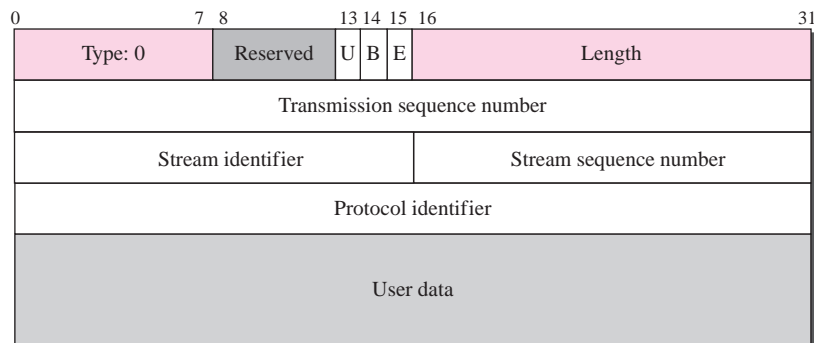 0 7 8 13 14 15 16 31
Type: 0 Reserved U B E Length
Transmission sequence number
Stream identifier Stream sequence number
Protocol identifier
User data